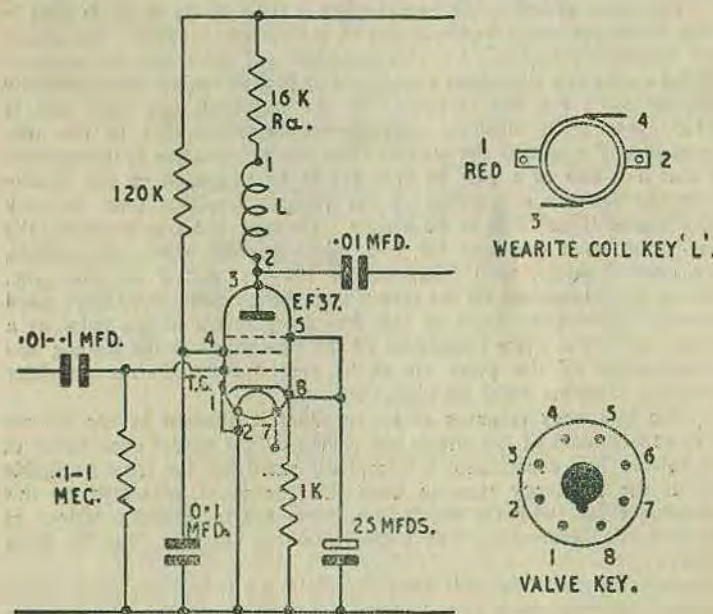 16K
Ra.
4
1
RED
2
3
WEARITE COIL KEY 'L'.
120K
1
L
2
·01 MFD.
3
EF37.
5
·01-·1 MFD.
4
T.C.
8
1
2
7
·1-1
MEG.
0·1
MFD.
1K
25 MFDS.
4 5
3 6
2 7
1 8
VALVE KEY.